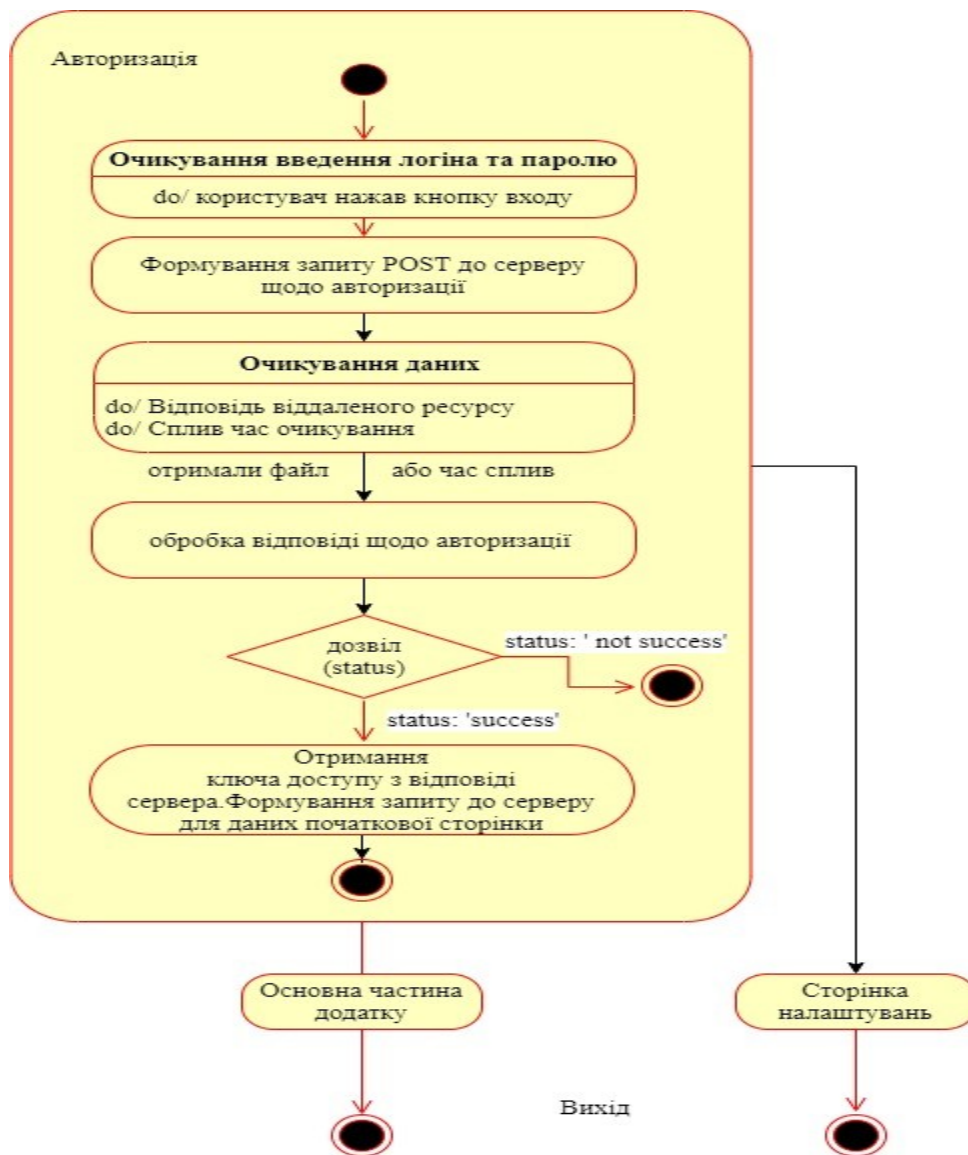 Авторизація
Очикування введення логіна та паролю
do/ користувач нажав кнопку входу
Формування запиту POST до серверу
щодо авторизації
Очикування даних
do/ Відповідь віддаленого ресурсу
do/ Сплив час очикування
отримали файл або час сплив
обробка відповіді щодо авторизації
дозвіл
(status)
status: ' not success'
status: 'success'
Отримання
ключа доступу з відповіді
сервера.Формування запиту до серверу
для даних початкової сторінки
Основна частина
додатку
Сторінка
налаштувань
Вихід